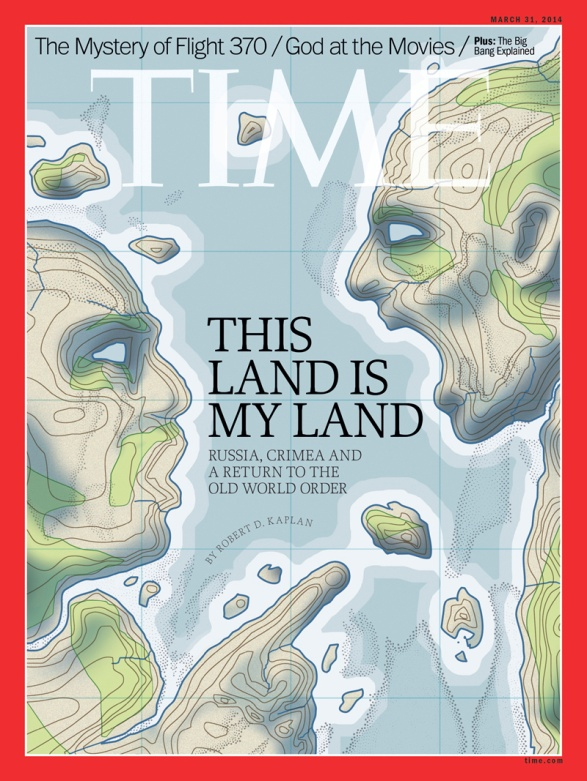 MARCH 31, 2014
The Mystery of Flight 370 / God at the Movies / Plus: The Big
Bang Explained
TIME
THIS
LAND IS
MY LAND
RUSSIA, CRIMEA AND
A RETURN TO THE
OLD WORLD ORDER
BY ROBERT D. KAPLAN
time.com